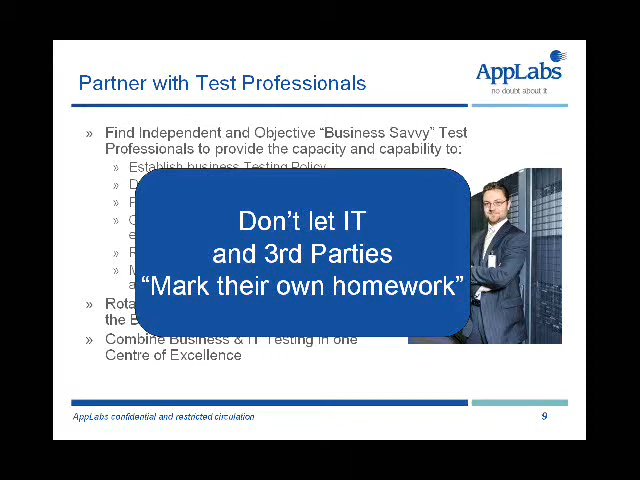 Partner with Test Professionals
AppLabs
no doubt about it
» Find Independent and Objective “Business Savvy” Test
Professionals to provide the capacity and capability to:
» Establish business Testing Policy
»
»
»
»
»
Don’t let IT
and 3rd Parties
“Mark their own homework”
»
» Combine Business & IT Testing in one
Centre of Excellence
AppLabs confidential and restricted circulation
9